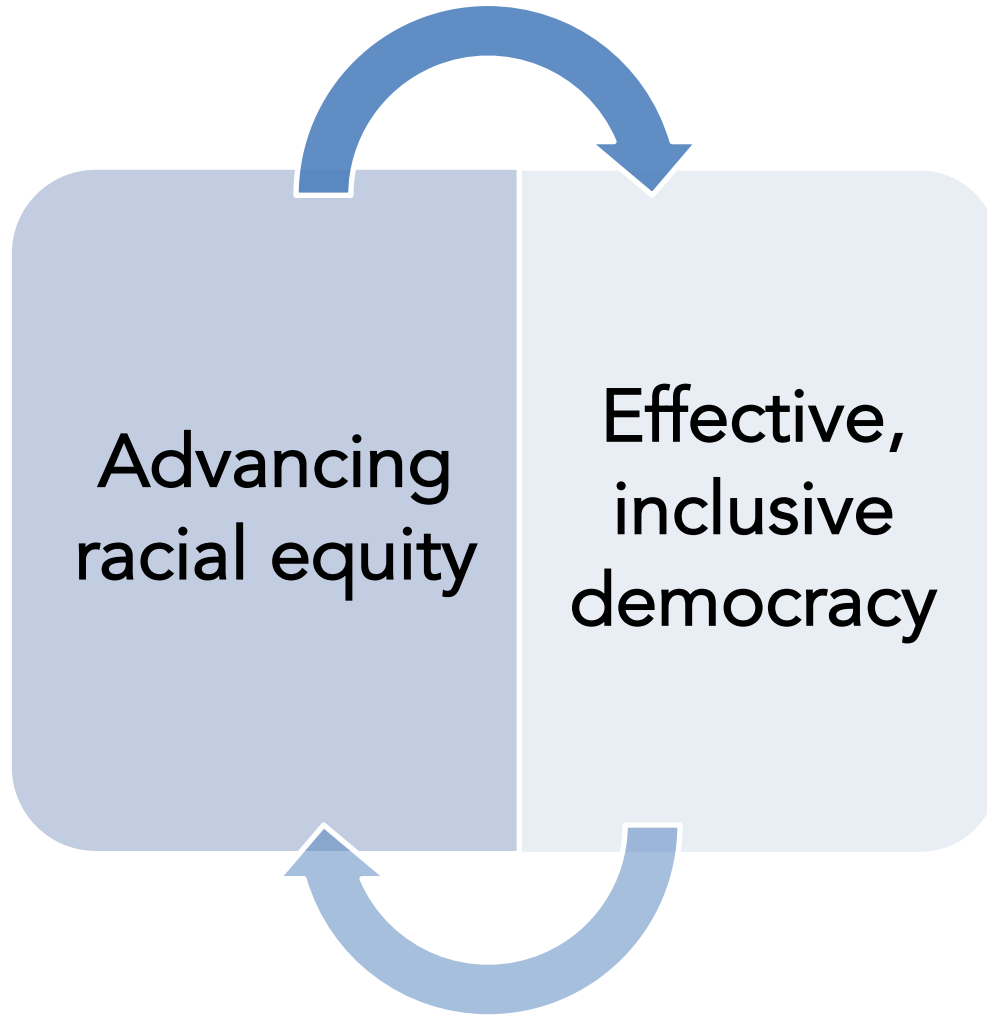 Advancing
racial equity
Effective,
inclusive
democracy